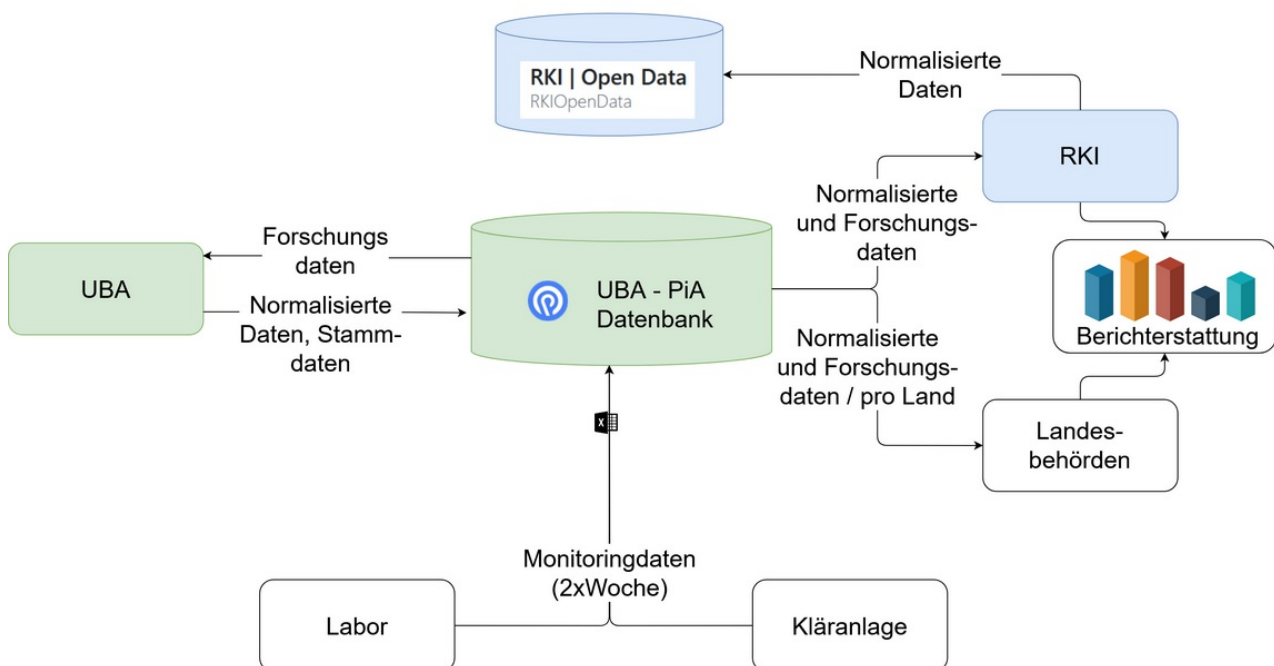 RKI | Open Data
RKIOpenData
Normalisierte
Daten
RKI
Normalisierte
und Forschungs-
daten
Forschungs
daten
UBA
Normalisierte
Daten, Stamm-
daten
UBA - PiA
Datenbank
Normalisierte
und Forschungs-
daten / pro Land
Berichterstattung
Landes-
behörden
X
Monitoringdaten
(2xWoche)
Labor
Kläranlage